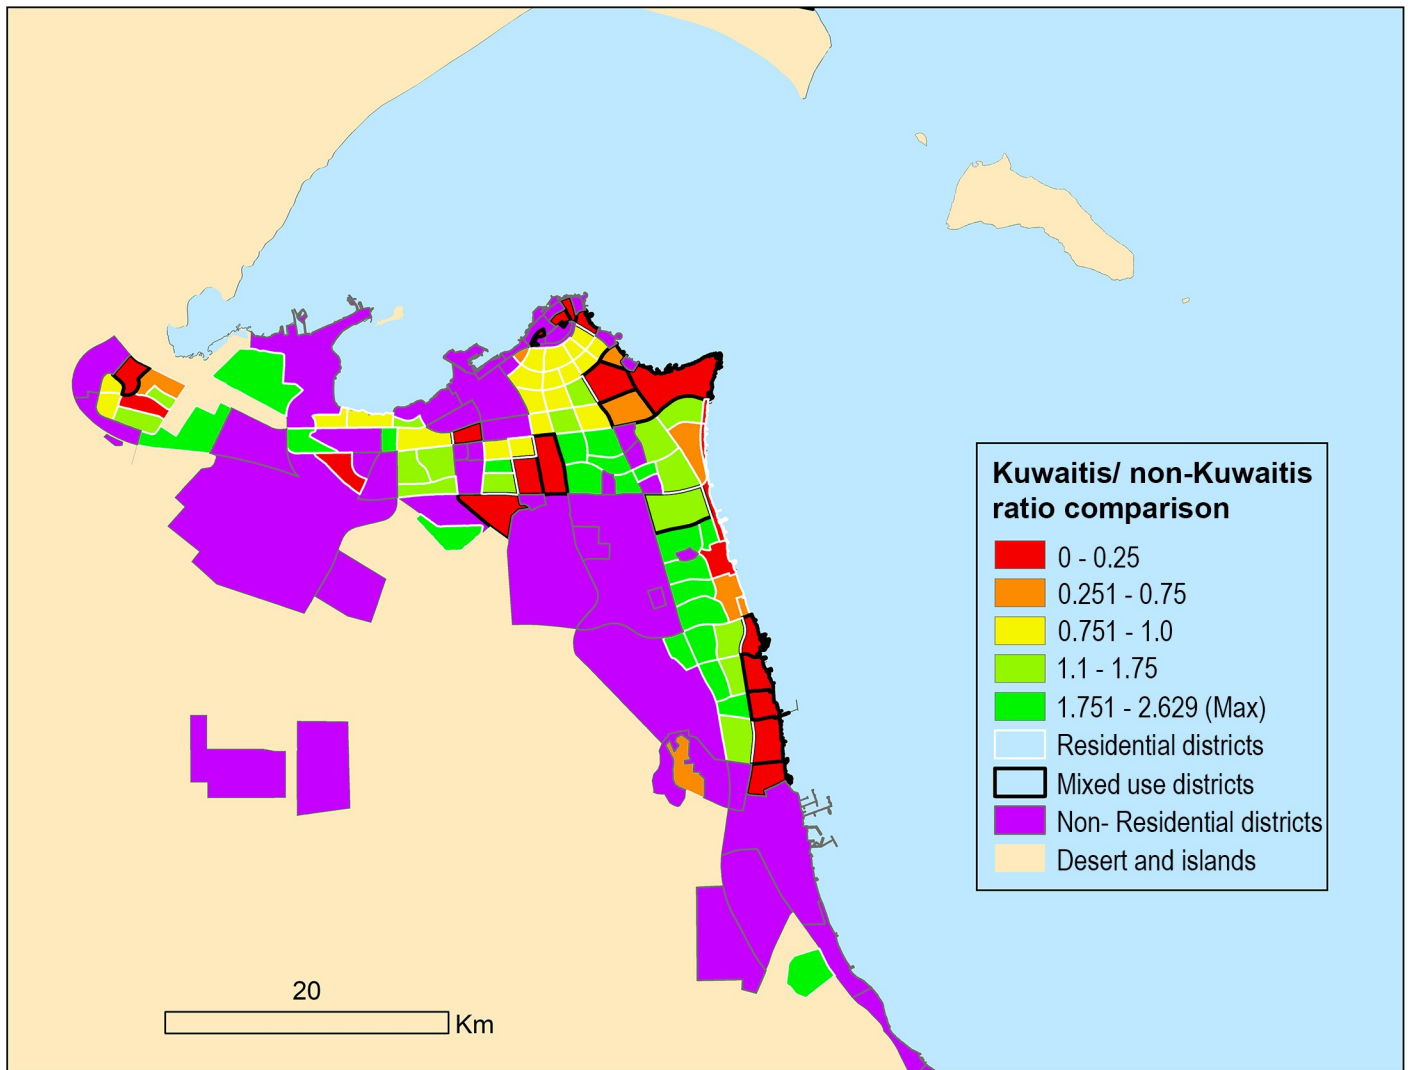 Kuwaitis/ non-Kuwaitis
ratio comparison
0 - 0.25
0.251 - 0.75
0.751 - 1.0
1.1 - 1.75
1.751 - 2.629 (Max)
Residential districts
Mixed use districts
Non- Residential districts
Desert and islands
20
Km